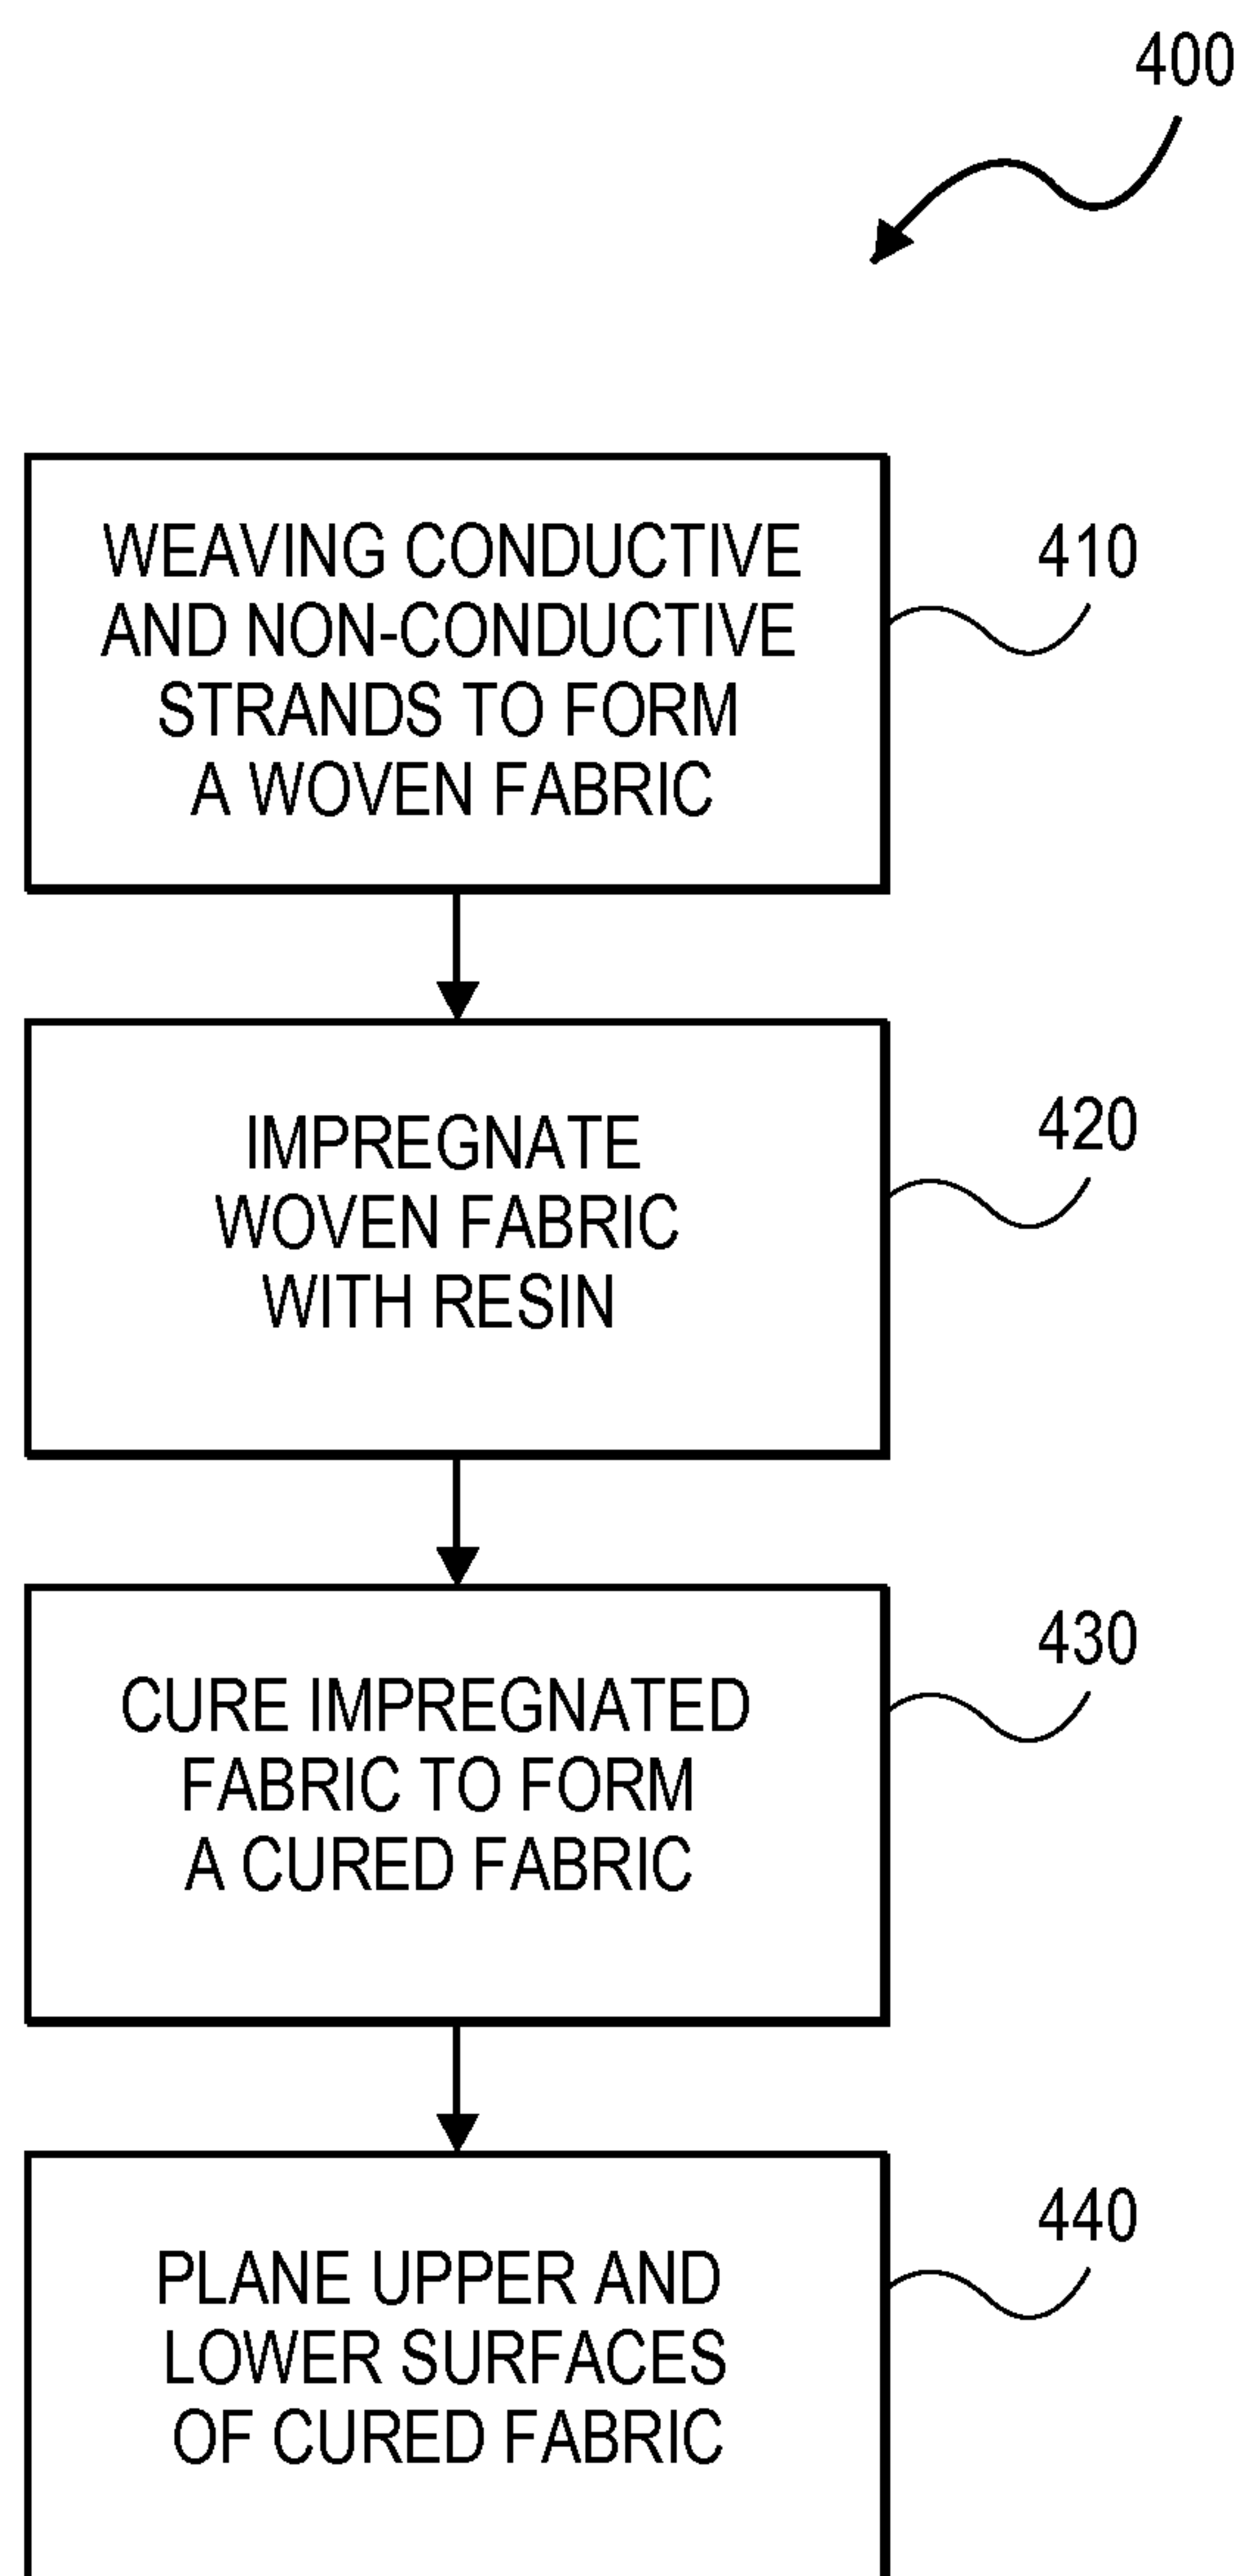 400
WEAVING CONDUCTIVE
AND NON-CONDUCTIVE
STRANDS TO FORM
A WOVEN FABRIC
410
IMPREGNATE
WOVEN FABRIC
WITH RESIN
420
CURE IMPREGNATED
FABRIC TO FORM
A CURED FABRIC
430
PLANE UPPER AND
LOWER SURFACES
OF CURED FABRIC
440